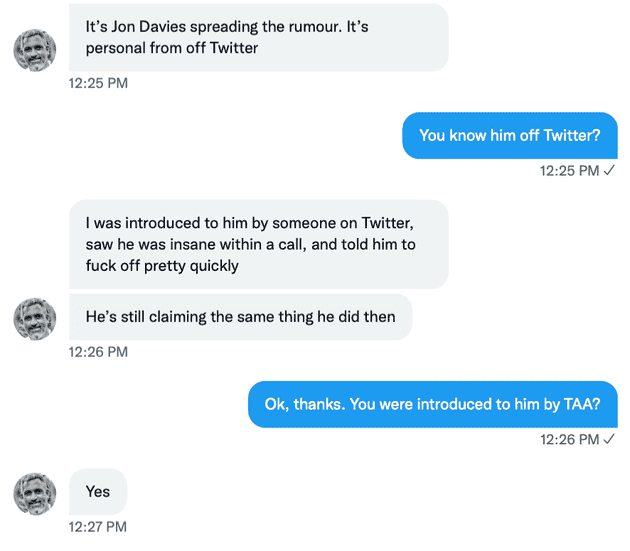 It's Jon Davies spreading the rumour. It's
personal from off Twitter
12:25 PM
You know him off Twitter?
12:25 PM ✓
I was introduced to him by someone on Twitter,
saw he was insane within a call, and told him to
fuck off pretty quickly
He's still claiming the same thing he did then
12:26 PM
Ok, thanks. You were introduced to him by TAA?
12:26 PM ✓
Yes
12:27 PM